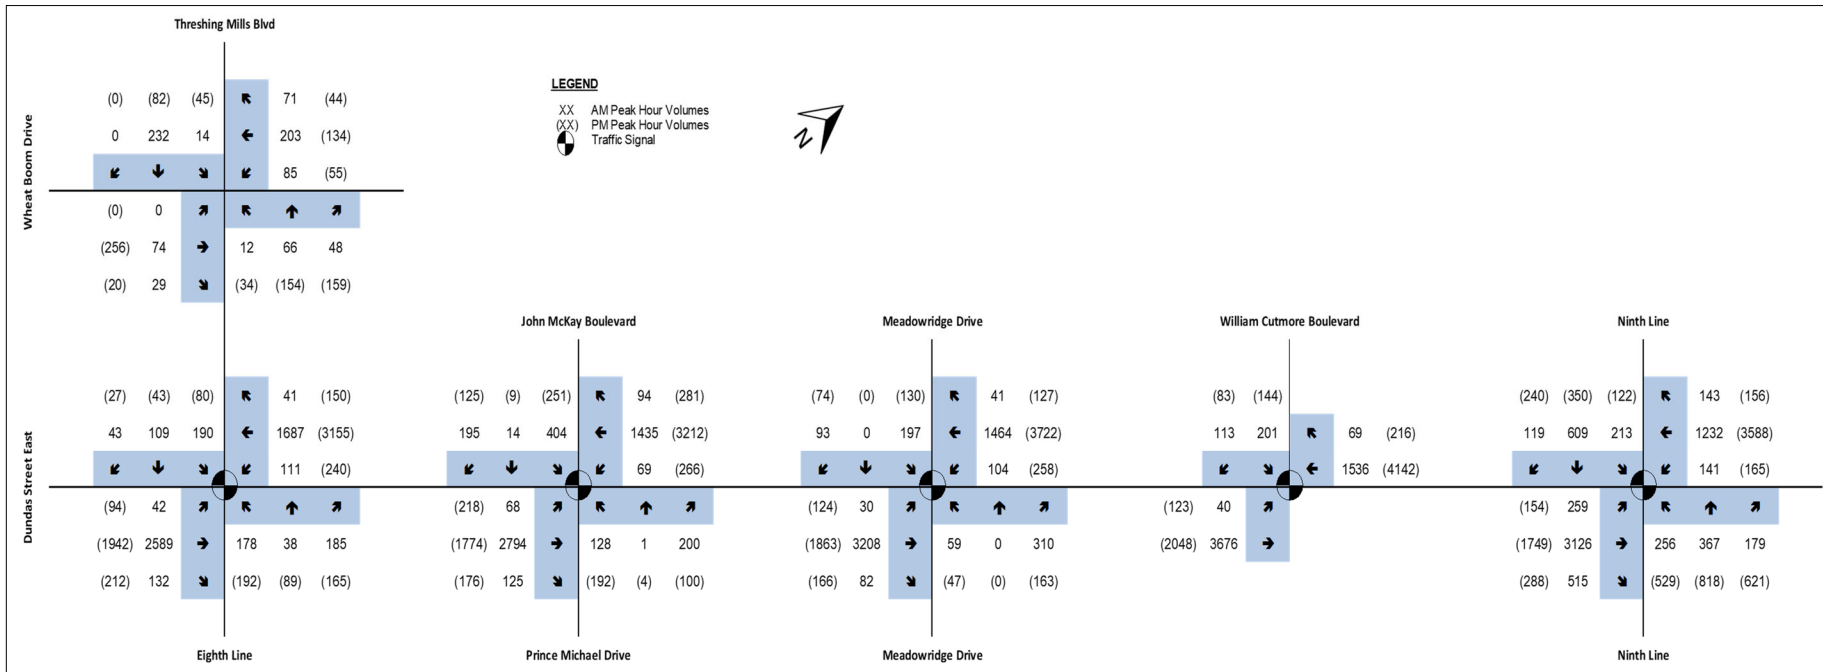 Threshing Mills Blvd
LEGEND
XX AM Peak Hour Volumes
(XX) PM Peak Hour Volumes
Traffic Signal
N
Wheat Boom Drive
(0) (82) (45) 71 (44)
0 232 14 203 (134)
85 (55)
(0) 0
(256) 74 12 66 48
(20) 29 (34) (154) (159)
John McKay Boulevard
Meadowridge Drive
William Cutmore Boulevard
Ninth Line
Dundas Street East
(27) (43) (80) 41 (150) (125) (9) (251) 94 (281) (74) (0) (130) 41 (127) (83) (144) (240) (350) (122) 143 (156)
43 109 190 1687 (3155) 195 14 404 1435 (3212) 93 0 197 1464 (3722) 113 201 69 (216) 119 609 213 1232 (3588)
111 (240) 69 (266) 104 (258) 1536 (4142) 141 (165)
(94) 42 (218) 68 (124) 30 (123) 40 (154) 259
(1942) 2589 178 38 185 (1774) 2794 128 1 200 (1863) 3208 59 0 310 (2048) 3676 (1749) 3126 256 367 179
(212) 132 (192) (89) (165) (176) 125 (192) (4) (100) (166) 82 (47) (0) (163) (288) 515 (529) (818) (621)
Eighth Line
Prince Michael Drive
Meadowridge Drive
Ninth Line